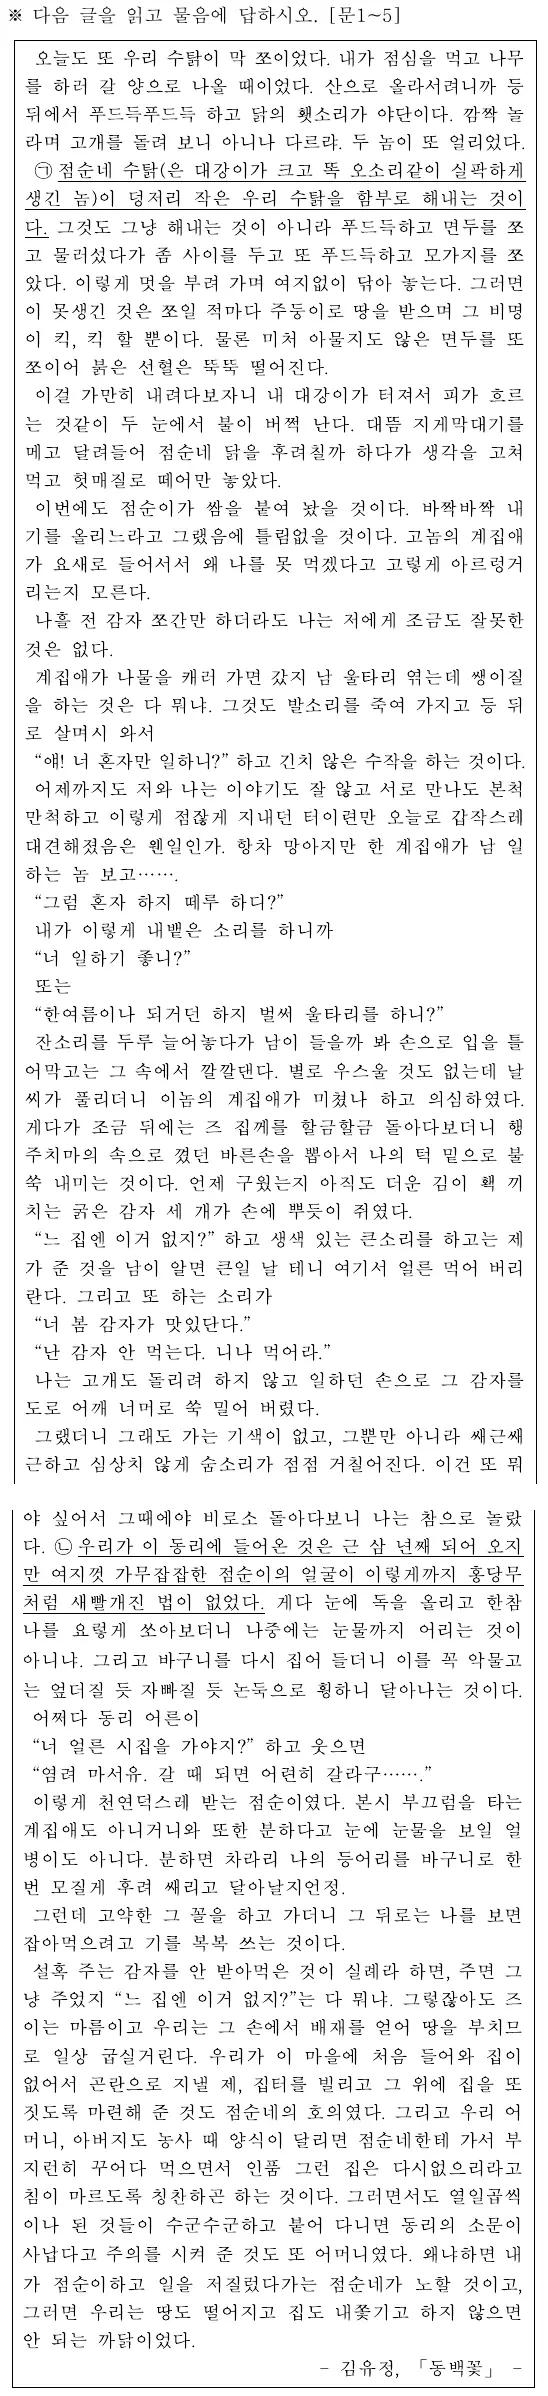 ※ 다음 글을 읽고 물음에 답하시오. [문1~5]
오늘도 또 우리 수탉이 막 쪼이었다. 내가 점심을 먹고 나무
를 하러 갈 양으로 나올 때이었다. 산으로 올라서려니까 등
뒤에서 푸드득푸드득 하고 닭의 횃소리가 야단이다. 깜짝 놀
라며 고개를 돌려 보니 아니나 다르랴. 두 놈이 또 얼리었다.
㉠ 점순네 수탉(은 대강이가 크고 똑 오소리같이 실팍하게
생긴 놈)이 덩저리 작은 우리 수탉을 함부로 해내는 것이
다. 그것도 그냥 해내는 것이 아니라 푸드득하고 면두를 쪼
고 물러섰다가 좀 사이를 두고 또 푸드득하고 모가지를 쪼
았다. 이렇게 멋을 부려 가며 여지없이 닦아 놓는다. 그러면
이 못생긴 것은 쪼일 적마다 주둥이로 땅을 받으며 그 비명
이 킥, 킥 할 뿐이다. 물론 미처 아물지도 않은 면두를 또
쪼이어 붉은 선혈은 뚝뚝 떨어진다.
이걸 가만히 내려다보자니 내 대강이가 터져서 피가 흐르
는 것같이 두 눈에서 불이 버쩍 난다. 대뜸 지게막대기를
메고 달려들어 점순네 닭을 후려칠까 하다가 생각을 고쳐
먹고 헛매질로 떼어만 놓았다.
이번에도 점순이가 쌈을 붙여 놨을 것이다. 바짝바짝 내
기를 올리느라고 그랬음에 틀림없을 것이다. 고놈의 계집애
가 요새로 들어서서 왜 나를 못 먹겠다고 고렇게 아르렁거
리는지 모른다.
나흘 전 감자 쪼간만 하더라도 나는 저에게 조금도 잘못한
것은 없다.
계집애가 나물을 캐러 가면 갔지 남 울타리 엮는데 쌩이질
을 하는 것은 다 뭐냐. 그것도 발소리를 죽여 가지고 등 뒤
로 살며시 와서
“얘! 너 혼자만 일하니?” 하고 긴치 않은 수작을 하는 것이다.
어제까지도 저와 나는 이야기도 잘 않고 서로 만나도 본척
만척하고 이렇게 점잖게 지내던 터이련만 오늘로 갑작스레
대견해졌음은 웬일인가. 항차 망아지만 한 계집애가 남 일
하는 놈 보고…….
“그럼 혼자 하지 떼루 하디?”
내가 이렇게 내뱉은 소리를 하니까
“너 일하기 좋니?”
또는
“한여름이나 되거던 하지 벌써 울타리를 하니?”
잔소리를 두루 늘어놓다가 남이 들을까 봐 손으로 입을 틀
어막고는 그 속에서 깔깔댄다. 별로 우스울 것도 없는데 날
씨가 풀리더니 이놈의 계집애가 미쳤나 하고 의심하였다.
게다가 조금 뒤에는 즈 집께를 할금할금 돌아다보더니 행
주치마의 속으로 꼈던 바른손을 뽑아서 나의 턱 밑으로 불
쑥 내미는 것이다. 언제 구웠는지 아직도 더운 김이 홱 끼
치는 굵은 감자 세 개가 손에 뿌듯이 쥐였다.
“느 집엔 이거 없지?” 하고 생색 있는 큰소리를 하고는 제
가 준 것을 남이 알면 큰일 날 테니 여기서 얼른 먹어 버리
란다. 그리고 또 하는 소리가
“너 봄 감자가 맛있단다.”
“난 감자 안 먹는다. 니나 먹어라.”
나는 고개도 돌리려 하지 않고 일하던 손으로 그 감자를
도로 어깨 너머로 쑥 밀어 버렸다.
그랬더니 그래도 가는 기색이 없고, 그뿐만 아니라 쌔근쌔
근하고 심상치 않게 숨소리가 점점 거칠어진다. 이건 또 뭐
야 싶어서 그때에야 비로소 돌아다보니 나는 참으로 놀랐
다. ㉡ 우리가 이 동리에 들어온 것은 근 삼 년째 되어 오지
만 여지껏 가무잡잡한 점순이의 얼굴이 이렇게까지 홍당무
처럼 새빨개진 법이 없었다. 게다 눈에 독을 올리고 한참
나를 요렇게 쏘아보더니 나중에는 눈물까지 어리는 것이
아니냐. 그리고 바구니를 다시 집어 들더니 이를 꼭 악물고
는 엎더질 듯 자빠질 듯 논둑으로 횡하니 달아나는 것이다.
어쩌다 동리 어른이
“너 얼른 시집을 가야지?” 하고 웃으면
“염려 마서유. 갈 때 되면 어련히 갈라구…….”
이렇게 천연덕스레 받는 점순이였다. 본시 부끄럼을 타는
계집애도 아니거니와 또한 분하다고 눈에 눈물을 보일 얼
병이도 아니다. 분하면 차라리 나의 등어리를 바구니로 한
번 모질게 후려 쌔리고 달아날지언정.
그런데 고약한 그 꼴을 하고 가더니 그 뒤로는 나를 보면
잡아먹으려고 기를 복복 쓰는 것이다.
설혹 주는 감자를 안 받아먹은 것이 실례라 하면, 주면 그
냥 주었지 “느 집엔 이거 없지?”는 다 뭐냐. 그렇잖아도 즈
이는 마름이고 우리는 그 손에서 배재를 얻어 땅을 부치므
로 일상 굽실거린다. 우리가 이 마을에 처음 들어와 집이
없어서 곤란으로 지낼 제, 집터를 빌리고 그 위에 집을 또
짓도록 마련해 준 것도 점순네의 호의였다. 그리고 우리 어
머니, 아버지도 농사 때 양식이 달리면 점순네한테 가서 부
지런히 꾸어다 먹으면서 인품 그런 집은 다시없으리라고
침이 마르도록 칭찬하곤 하는 것이다. 그러면서도 열일곱씩
이나 된 것들이 수군수군하고 붙어 다니면 동리의 소문이
사납다고 주의를 시켜 준 것도 또 어머니였다. 왜냐하면 내
가 점순이하고 일을 저질렀다가는 점순네가 노할 것이고,
그러면 우리는 땅도 떨어지고 집도 내쫓기고 하지 않으면
안 되는 까닭이었다.
- 김유정, 「동백꽃」 -